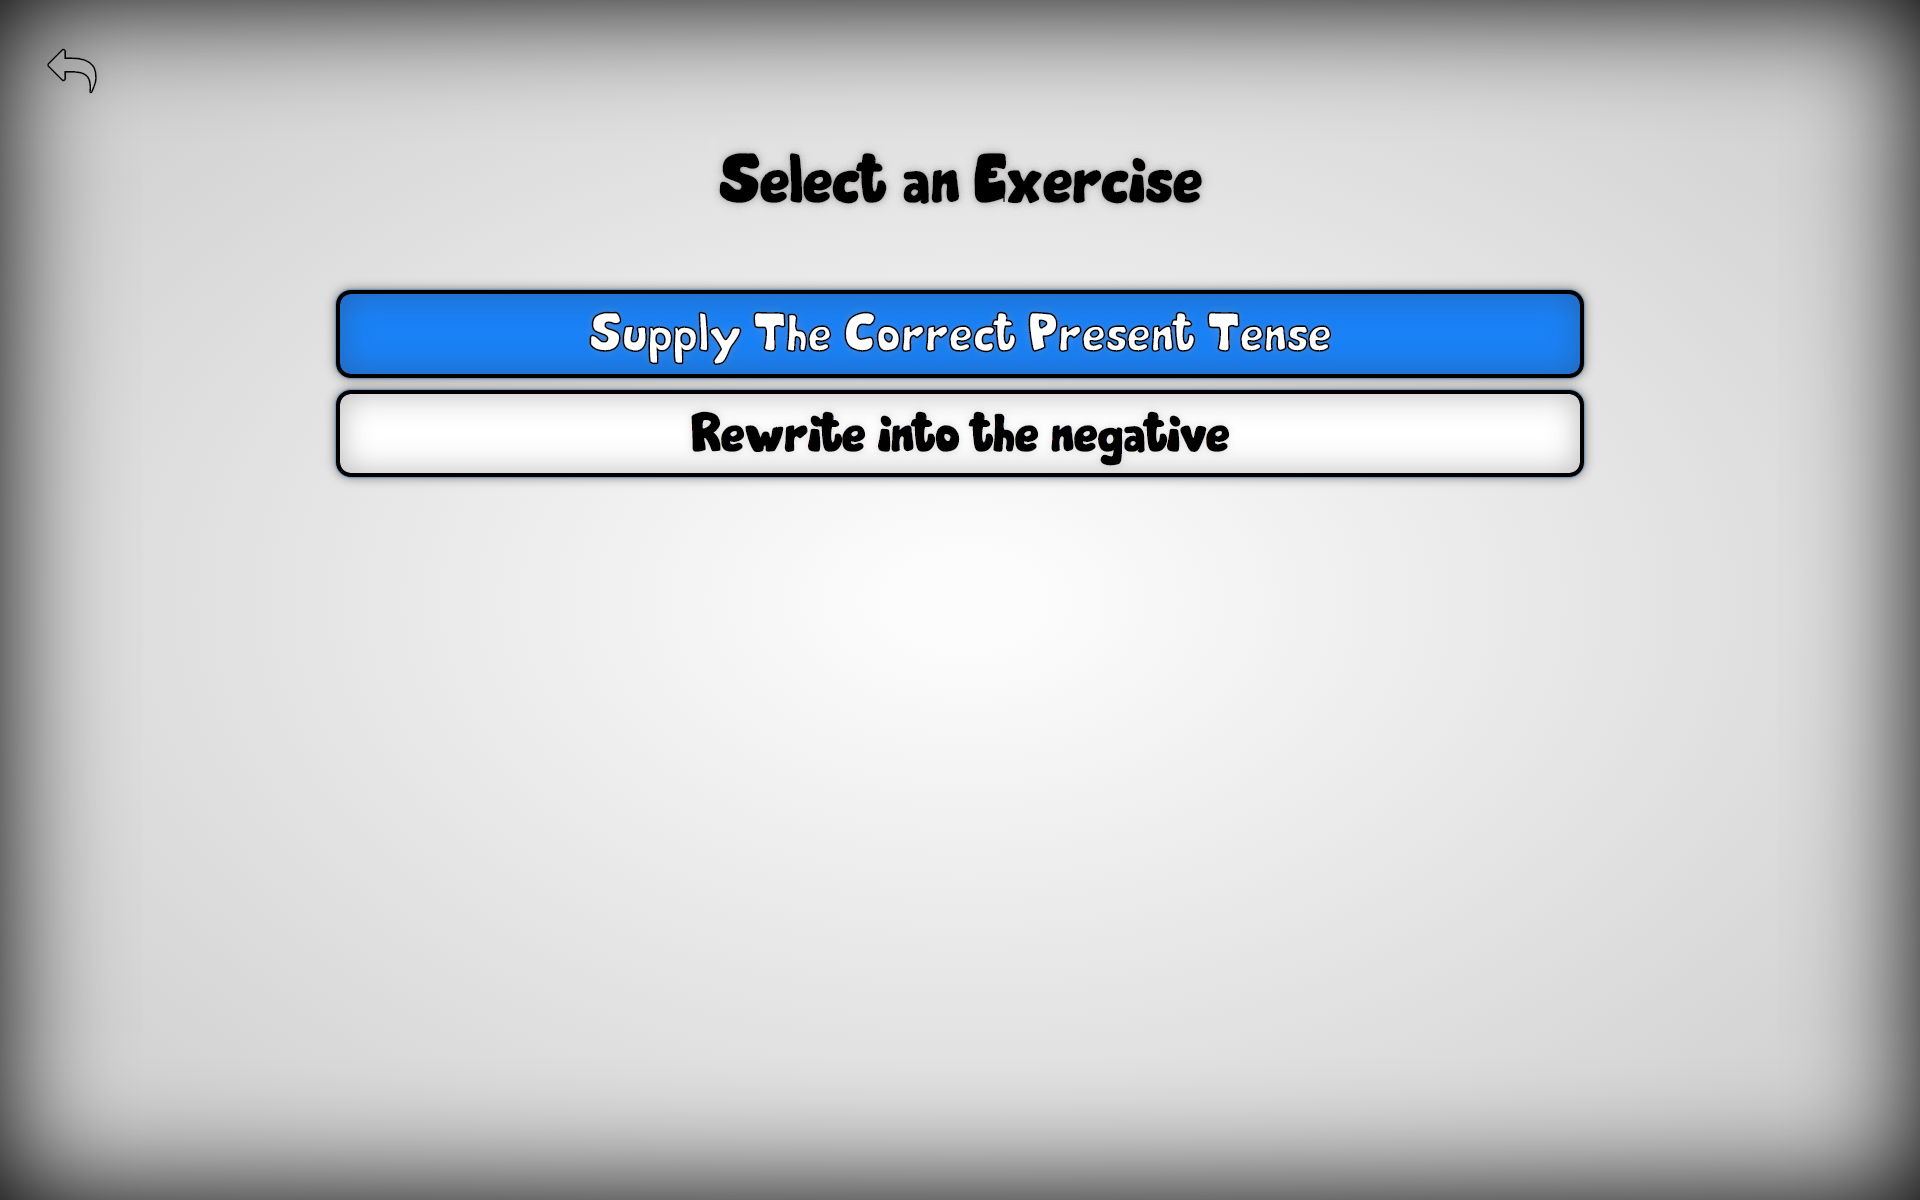 Select an Exercise
Supply The Correct Present Tense
Rewrite into the negative